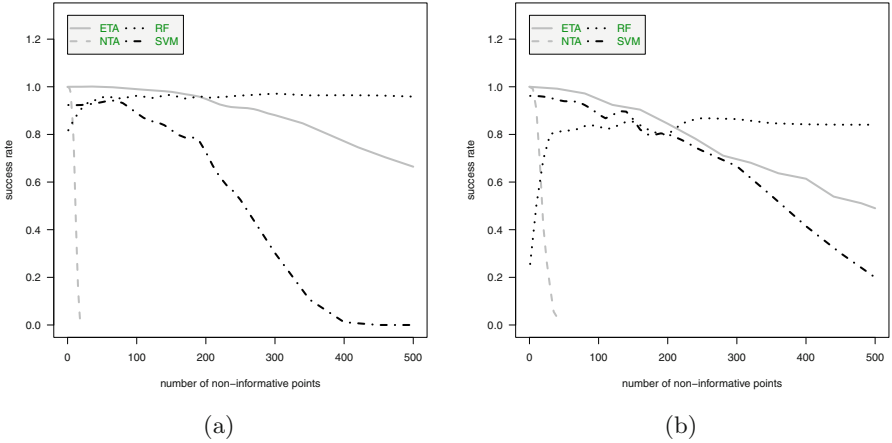 ETA RF
NTA SVM
success rate
1.2
1.0
0.8
0.6
0.4
0.2
0.0
0 100 200 300 400 500
number of non−informative points
(a)
ETA RF
NTA SVM
success rate
1.2
1.0
0.8
0.6
0.4
0.2
0.0
0 100 200 300 400 500
number of non−informative points
(b)